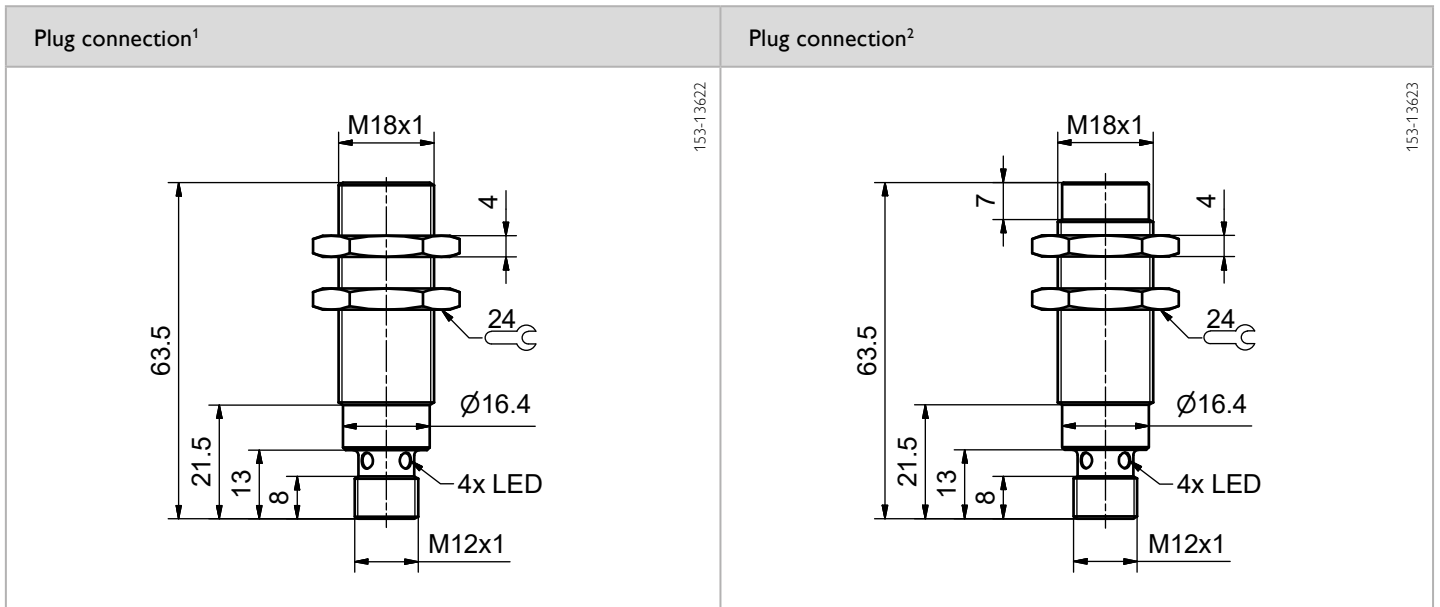 Plug connection¹
Plug connection²
153-13622
M18x1
4
63.5
24
Ø16.4
21.5
13
8
4x LED
M12x1
153-13623
M18x1
7
4
63.5
24
Ø16.4
21.5
13
8
4x LED
M12x1